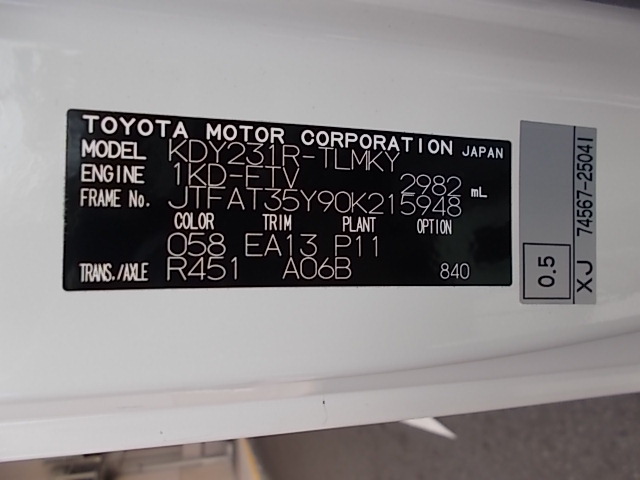 TOYOTA MOTOR CORPORATION JAPAN
MODEL KDY231R-TLMKY
ENGINE 1KD-FTV 2982 mL
FRAME No. JTFAT35Y90K215948
COLOR TRIM PLANT OPTION
058 EA13 P11
TRANS./AXLE R451 A06B 840
74567-25041
0.5 XJ